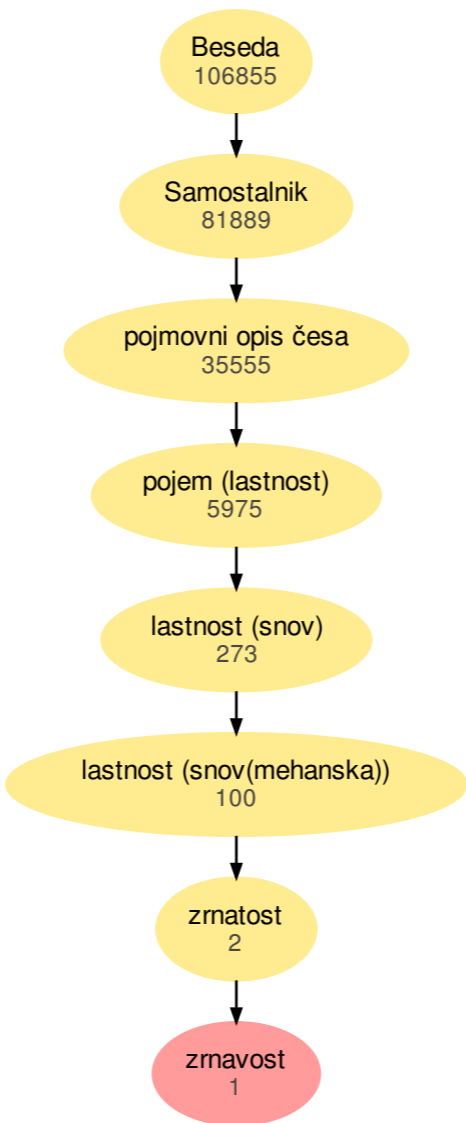 Beseda
106855
Samostalnik
81889
pojmovni opis česa
35555
pojem (lastnost)
5975
lastnost (snov)
273
lastnost (snov(mehanska))
100
zrnatost
2
zrnavost
1